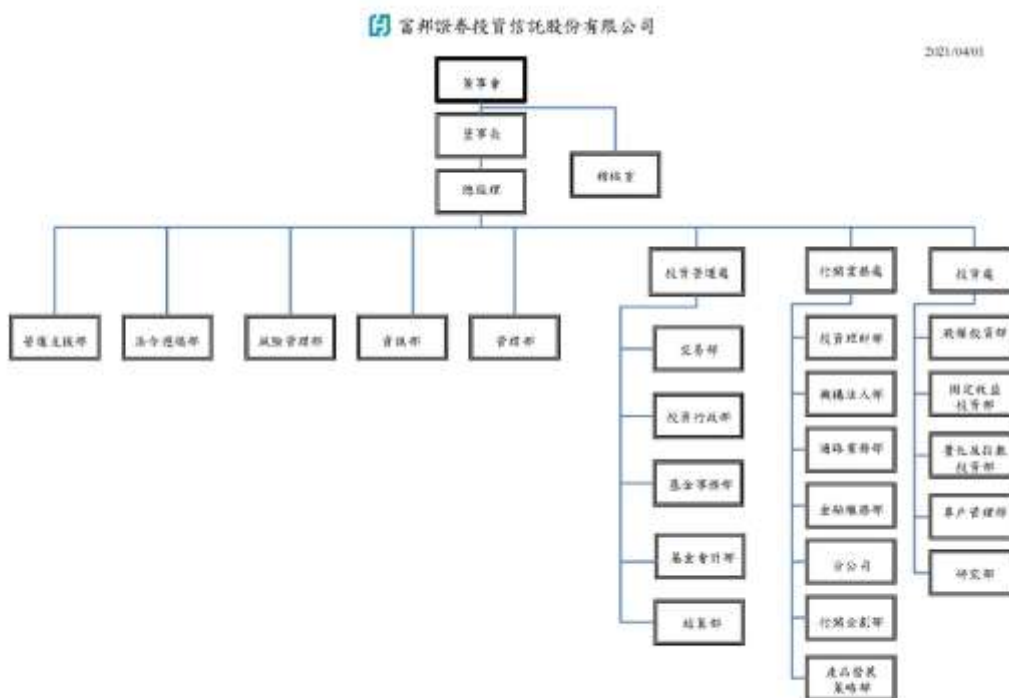 富邦證券投資信託股份有限公司
2021/04/01
董事會
董事長
稽核室
總經理
投資營運處
行銷業務處
投資處
營運支援部
法令遵循部
風險管理部
資訊部
管理部
交易部
投資行政部
基金事務部
基金會計部
結算部
投資理財部
機構法人部
通路業務部
金融服務部
分公司
行銷企劃部
產品發展
策略部
股權投資部
固定收益
投資部
量化及指數
投資部
專戶管理部
研究部